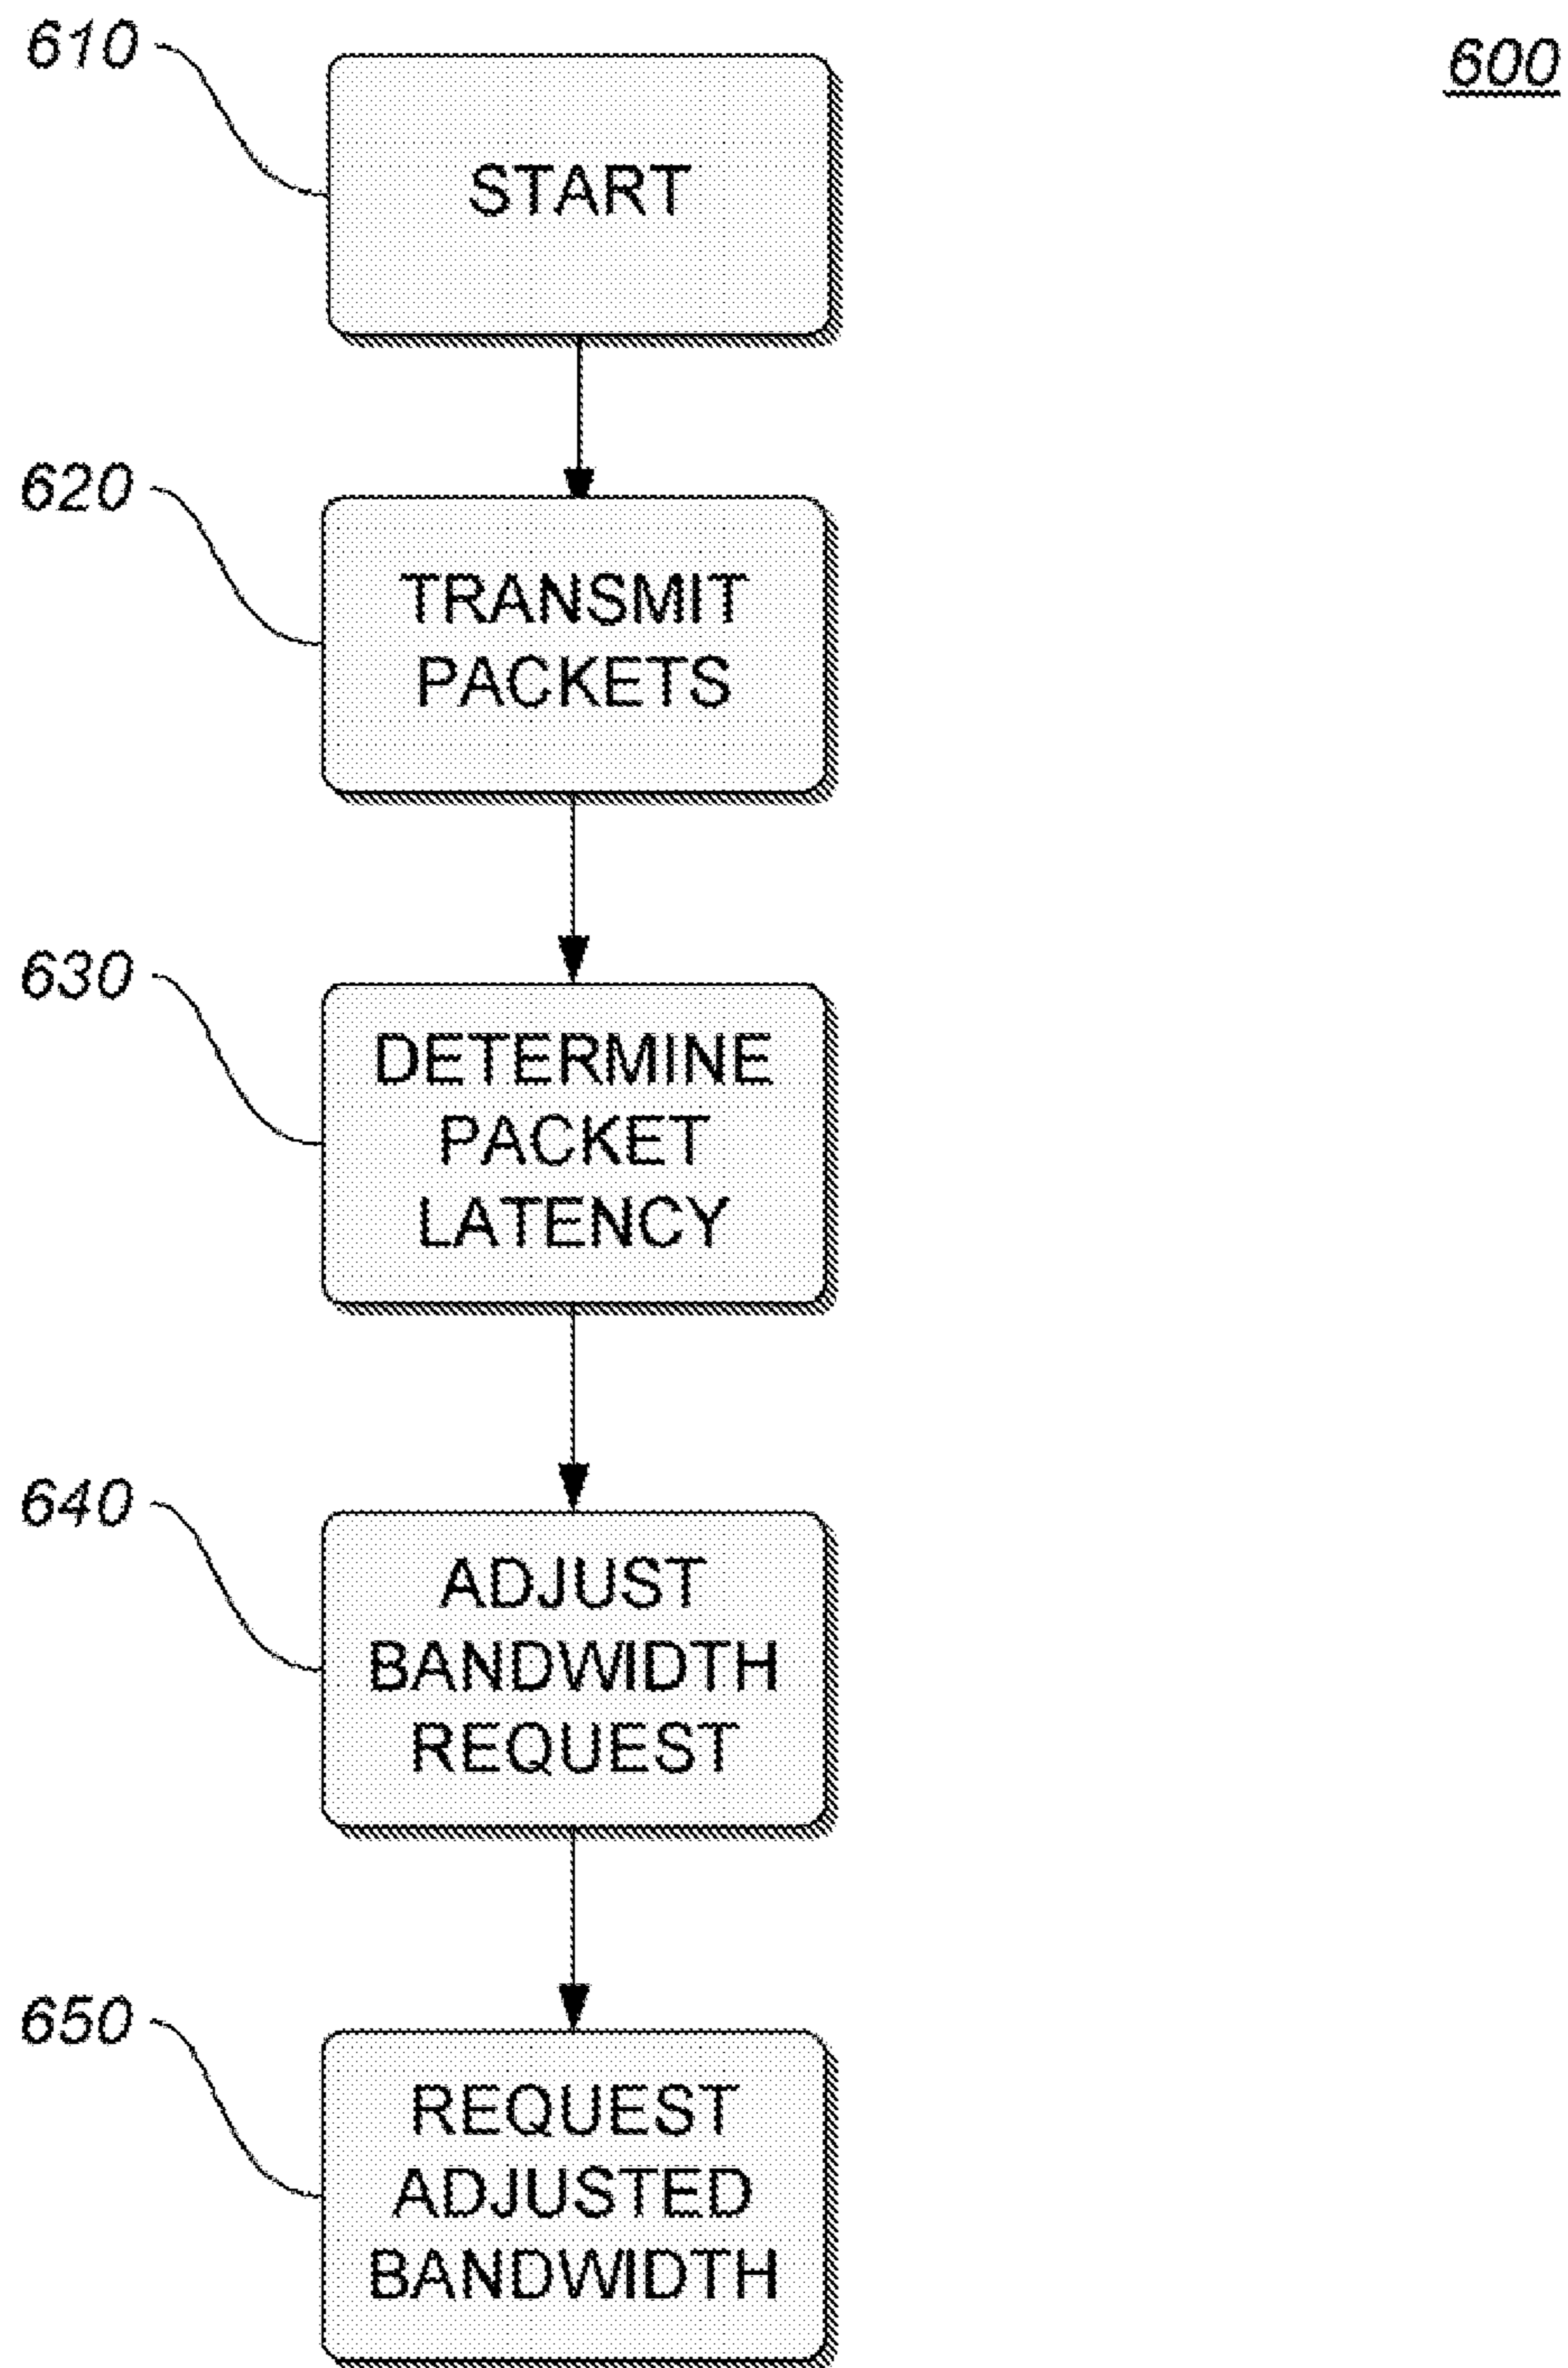 610
600
START
620
TRANSMIT
PACKETS
630
DETERMINE
PACKET
LATENCY
640
ADJUST
BANDWIDTH
REQUEST
650
REQUEST
ADJUSTED
BANDWIDTH